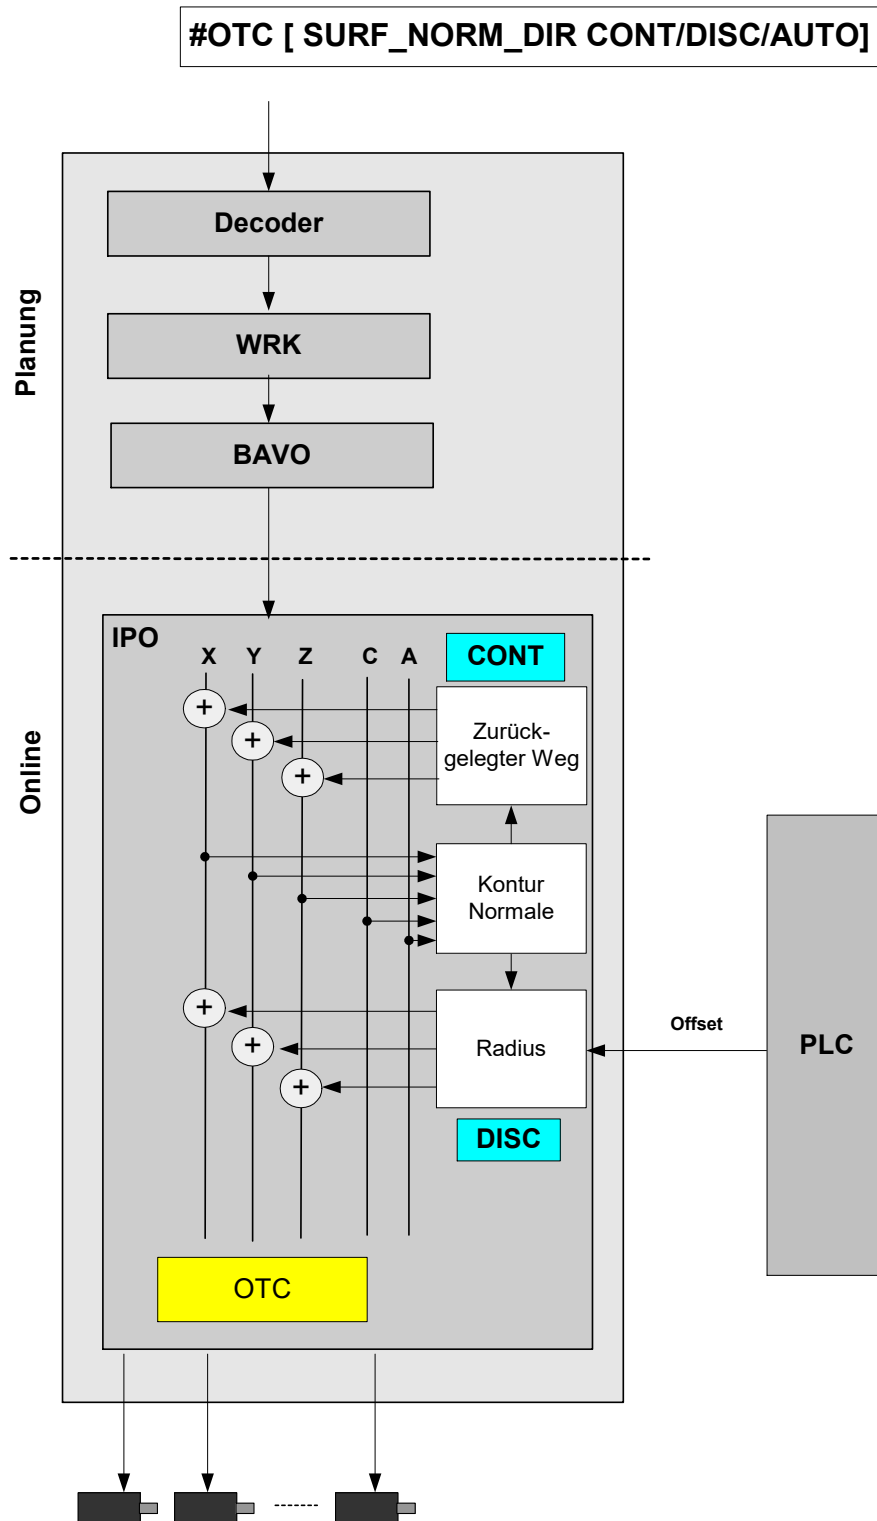 #OTC [ SURF_NORM_DIR CONT/DISC/AUTO]
Planung
Decoder
WRK
BAVO
Online
IPO
X Y Z C A
CONT
+
+
+
Zurück-
gelegter Weg
Kontur
Normale
+
+
+
Radius
Offset
PLC
DISC
OTC